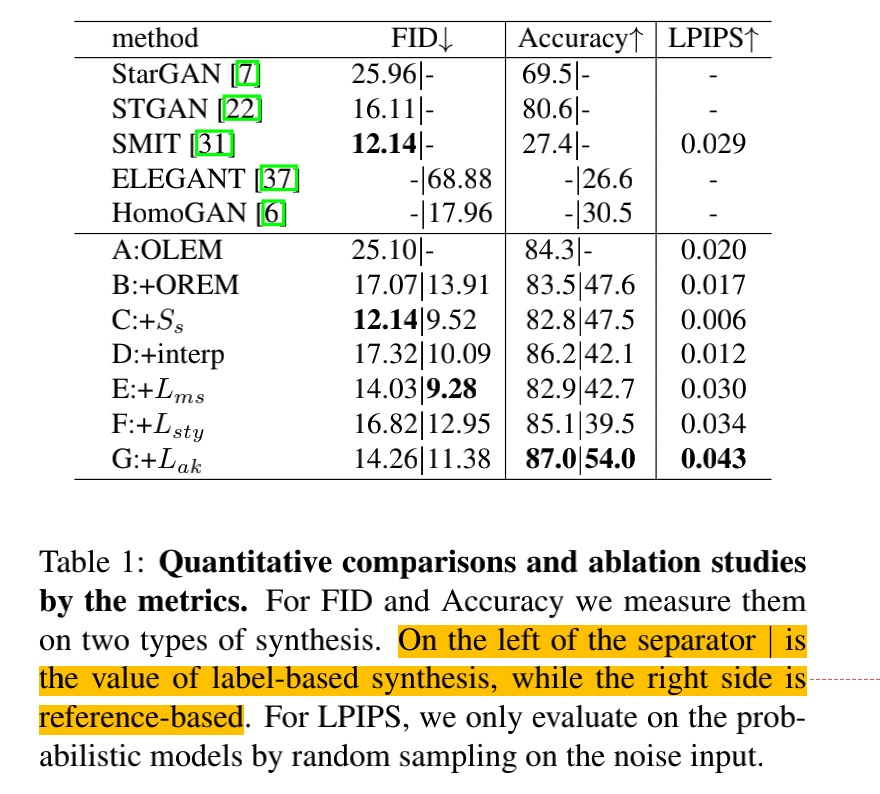 method FID↓ Accuracy↑ LPIPS↑
StarGAN [7] 25.96|- 69.5|- -
STGAN [22] 16.11|- 80.6|- -
SMIT [31] 12.14|- 27.4|- 0.029
ELEGANT [37] -|68.88 -|26.6 -
HomoGAN [6] -|17.96 -|30.5 -
A:OLEM 25.10|- 84.3|- 0.020
B:+OREM 17.07|13.91 83.5|47.6 0.017
C:+Sₛ 12.14|9.52 82.8|47.5 0.006
D:+interp 17.32|10.09 86.2|42.1 0.012
E:+L_ms 14.03|9.28 82.9|42.7 0.030
F:+L_sty 16.82|12.95 85.1|39.5 0.034
G:+L_ak 14.26|11.38 87.0|54.0 0.043
Table 1: Quantitative comparisons and ablation studies
by the metrics. For FID and Accuracy we measure them
on two types of synthesis. On the left of the separator | is
the value of label-based synthesis, while the right side is
reference-based. For LPIPS, we only evaluate on the prob-
abilistic models by random sampling on the noise input.